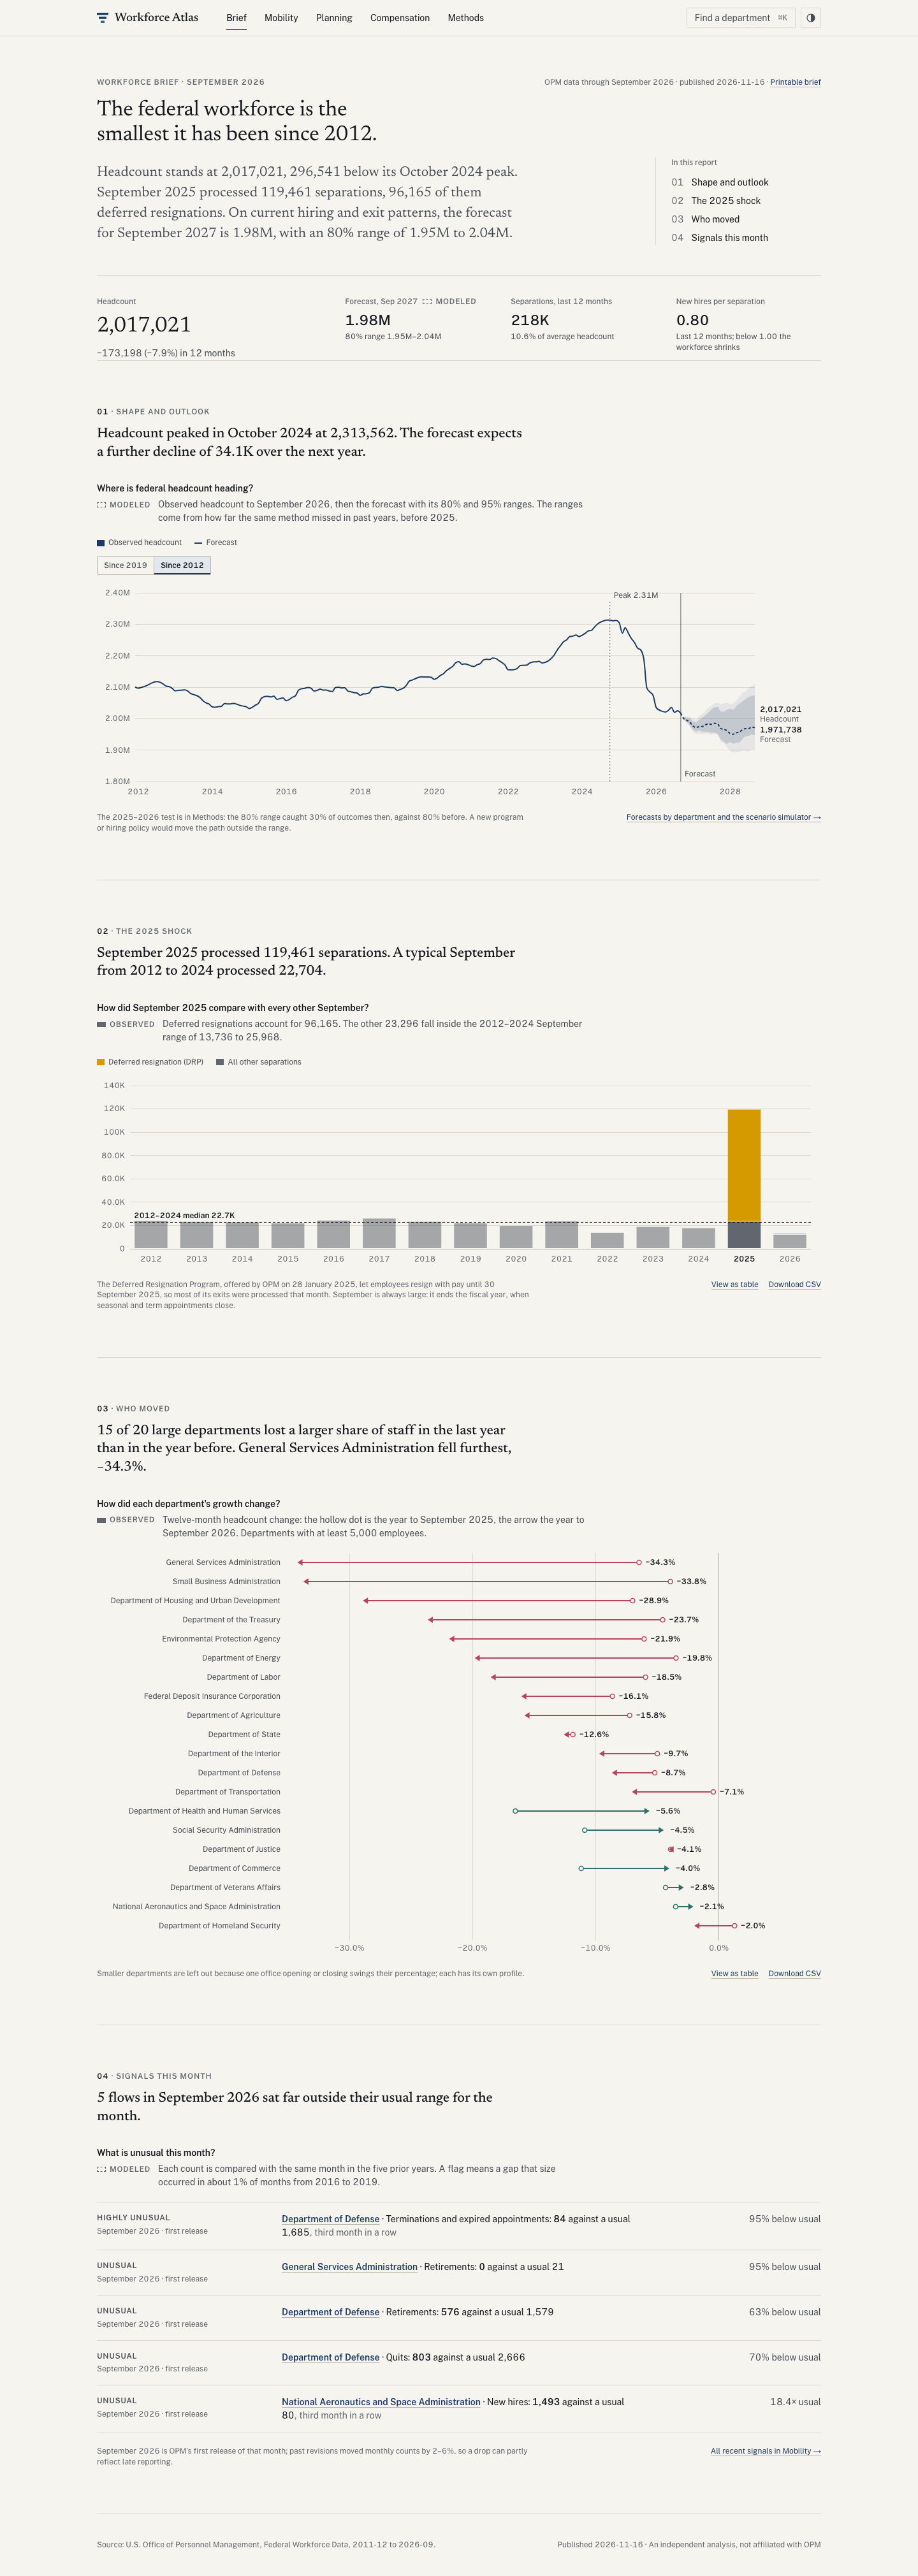 Workforce Atlas
Brief
Mobility
Planning
Compensation
Methods
Find a department ⌘K
WORKFORCE BRIEF · SEPTEMBER 2026
OPM data through September 2026 · published 2026-11-16 · Printable brief
The federal workforce is the
smallest it has been since 2012.
Headcount stands at 2,017,021, 296,541 below its October 2024 peak.
September 2025 processed 119,461 separations, 96,165 of them
deferred resignations. On current hiring and exit patterns, the forecast
for September 2027 is 1.98M, with an 80% range of 1.95M to 2.04M.
In this report
01 Shape and outlook
02 The 2025 shock
03 Who moved
04 Signals this month
Headcount
2,017,021
−173,198 (−7.9%) in 12 months
Forecast, Sep 2027 MODELED
1.98M
80% range 1.95M–2.04M
Separations, last 12 months
218K
10.6% of average headcount
New hires per separation
0.80
Last 12 months; below 1.00 the
workforce shrinks
01 · SHAPE AND OUTLOOK
Headcount peaked in October 2024 at 2,313,562. The forecast expects
a further decline of 34.1K over the next year.
Where is federal headcount heading?
MODELED Observed headcount to September 2026, then the forecast with its 80% and 95% ranges. The ranges
come from how far the same method missed in past years, before 2025.
Observed headcount
Forecast
Since 2019
Since 2012
2.40M
2.30M
2.20M
2.10M
2.00M
1.90M
1.80M
Peak 2.31M
Forecast
2,017,021
Headcount
1,971,738
Forecast
2012
2014
2016
2018
2020
2022
2024
2026
2028
The 2025–2026 test is in Methods: the 80% range caught 30% of outcomes then, against 80% before. A new program
or hiring policy would move the path outside the range.
Forecasts by department and the scenario simulator →
02 · THE 2025 SHOCK
September 2025 processed 119,461 separations. A typical September
from 2012 to 2024 processed 22,704.
How did September 2025 compare with every other September?
OBSERVED Deferred resignations account for 96,165. The other 23,296 fall inside the 2012–2024 September
range of 13,736 to 25,968.
Deferred resignation (DRP)
All other separations
140K
120K
100K
80.0K
60.0K
40.0K
20.0K
0
2012–2024 median 22.7K
2012
2013
2014
2015
2016
2017
2018
2019
2020
2021
2022
2023
2024
2025
2026
The Deferred Resignation Program, offered by OPM on 28 January 2025, let employees resign with pay until 30
September 2025, so most of its exits were processed that month. September is always large: it ends the fiscal year, when
seasonal and term appointments close.
View as table
Download CSV
03 · WHO MOVED
15 of 20 large departments lost a larger share of staff in the last year
than in the year before. General Services Administration fell furthest,
−34.3%.
How did each department's growth change?
OBSERVED Twelve-month headcount change: the hollow dot is the year to September 2025, the arrow the year to
September 2026. Departments with at least 5,000 employees.
General Services Administration −34.3%
Small Business Administration −33.8%
Department of Housing and Urban Development −28.9%
Department of the Treasury −23.7%
Environmental Protection Agency −21.9%
Department of Energy −19.8%
Department of Labor −18.5%
Federal Deposit Insurance Corporation −16.1%
Department of Agriculture −15.8%
Department of State −12.6%
Department of the Interior −9.7%
Department of Defense −8.7%
Department of Transportation −7.1%
Department of Health and Human Services −5.6%
Social Security Administration −4.5%
Department of Justice −4.1%
Department of Commerce −4.0%
Department of Veterans Affairs −2.8%
National Aeronautics and Space Administration −2.1%
Department of Homeland Security −2.0%
−30.0%
−20.0%
−10.0%
0.0%
Smaller departments are left out because one office opening or closing swings their percentage; each has its own profile.
View as table
Download CSV
04 · SIGNALS THIS MONTH
5 flows in September 2026 sat far outside their usual range for the
month.
What is unusual this month?
MODELED Each count is compared with the same month in the five prior years. A flag means a gap that size
occurred in about 1% of months from 2016 to 2019.
HIGHLY UNUSUAL
September 2026 · first release
Department of Defense · Terminations and expired appointments: 84 against a usual
1,685, third month in a row
95% below usual
UNUSUAL
September 2026 · first release
General Services Administration · Retirements: 0 against a usual 21
95% below usual
UNUSUAL
September 2026 · first release
Department of Defense · Retirements: 576 against a usual 1,579
63% below usual
UNUSUAL
September 2026 · first release
Department of Defense · Quits: 803 against a usual 2,666
70% below usual
UNUSUAL
September 2026 · first release
National Aeronautics and Space Administration · New hires: 1,493 against a usual
80, third month in a row
18.4× usual
September 2026 is OPM's first release of that month; past revisions moved monthly counts by 2–6%, so a drop can partly
reflect late reporting.
All recent signals in Mobility →
Source: U.S. Office of Personnel Management, Federal Workforce Data, 2011-12 to 2026-09.
Published 2026-11-16 · An independent analysis, not affiliated with OPM